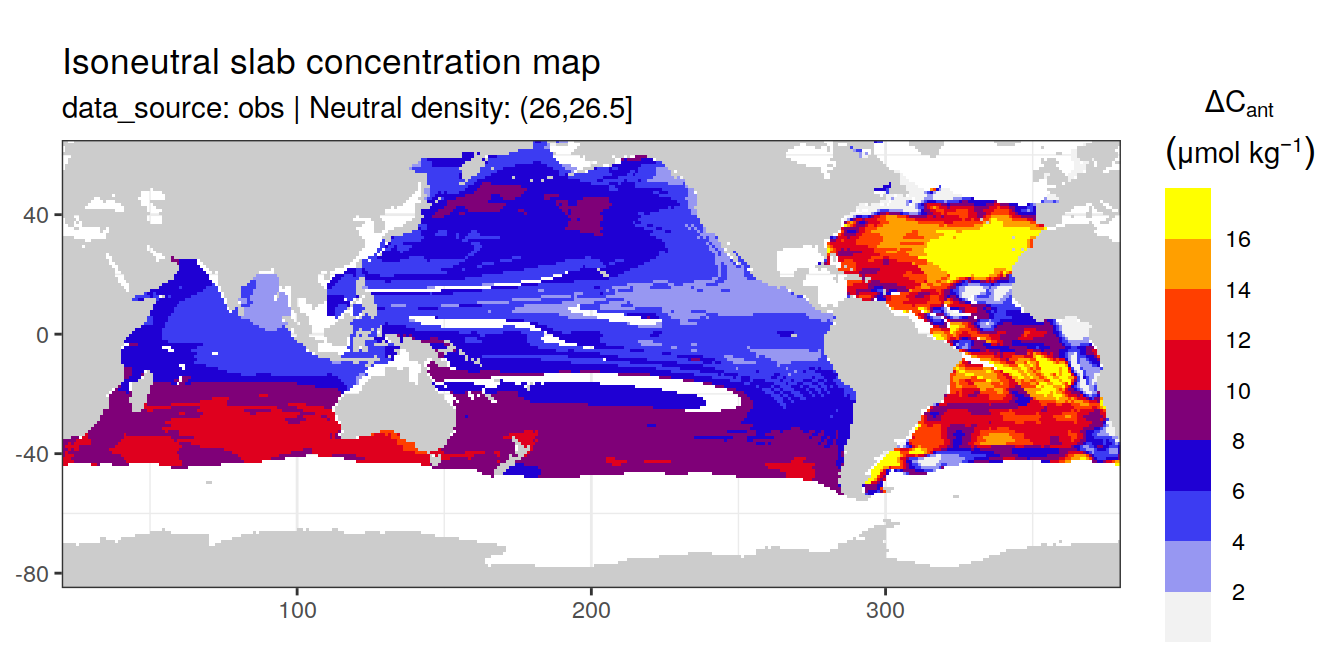 Isoneutral slab concentration map
data_source: obs | Neutral density: (26,26.5]
ΔCant
(μmol kg⁻¹)
16
14
12
10
8
6
4
2
40
0
-40
-80
100 200 300